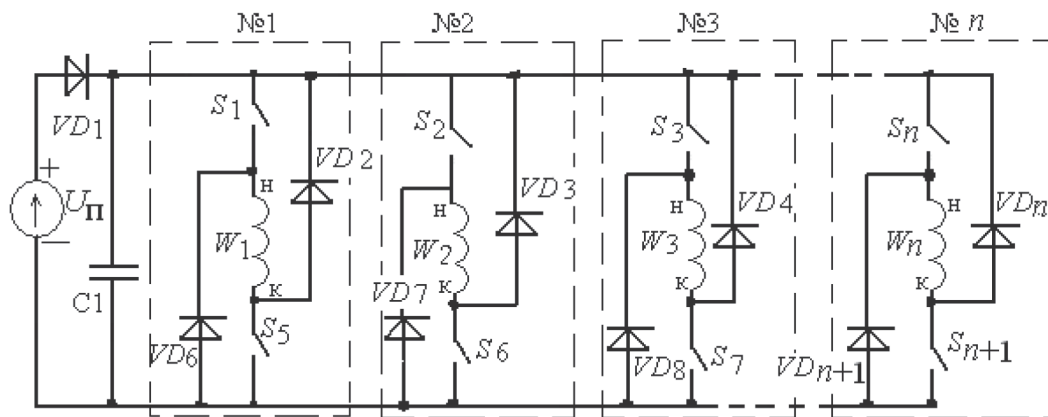 №1
№2
№3
№ n
VD1
S1
S2
S3
Sn
VD2
VD3
VD4
VDn
+
Uп
—
н
н
н
н
W1
W2
W3
Wn
к
к
к
к
C1
VD6
S5
VD7
S6
VD8
S7
VDn+1
Sn+1